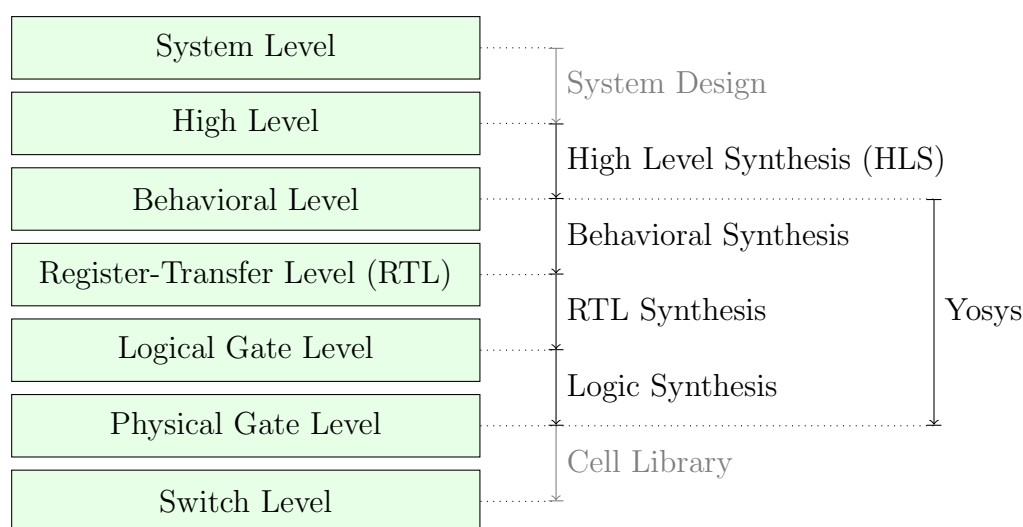 System Level
System Design
High Level
High Level Synthesis (HLS)
Behavioral Level
Behavioral Synthesis
Register-Transfer Level (RTL)
RTL Synthesis
Yosys
Logical Gate Level
Logic Synthesis
Physical Gate Level
Cell Library
Switch Level